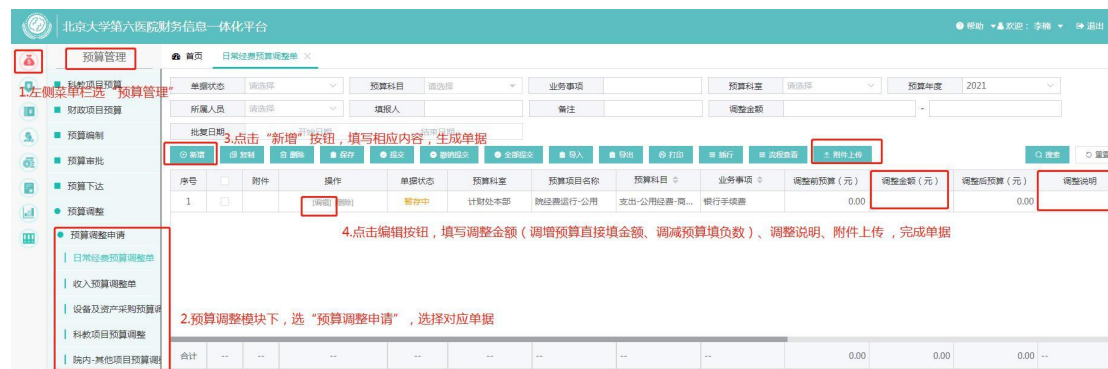 北京大学第六医院财务信息一体化平台
帮助 欢迎：李楠 退出
预算管理 首页 日常经费预算调整单 ×
科教项目预算
1.左侧菜单栏选“预算管理”
财政项目预算
预算编制
预算审批
预算下达
预算调整
预算调整申请
日常经费预算调整单
收入预算调整单
设备及资产采购预算调
科教项目预算调整
院内-其他项目预算调整
单据状态 请选择 预算科目 请选择 业务事项 预算科室 请选择 预算年度 2021
所属人员 请选择 填报人 备注 调整金额 -
批复日期 开始日期 结束日期
3.点击“新增”按钮，填写相应内容，生成单据
新增 复制 删除 保存 提交 撤销提交 全部提交 导入 导出 打印 拆行 流程查看 附件上传 搜索 重置
序号 附件 操作 单据状态 预算科室 预算项目名称 预算科目 业务事项 调整前预算（元） 调整金额（元） 调整后预算（元） 调整说明
1 [编辑] [删除] 暂存中 计财处本部 院经费运行-公用 支出-公用经费-商... 银行手续费 0.00 0.00
4.点击编辑按钮，填写调整金额（调增预算直接填金额、调减预算填负数）、调整说明、附件上传，完成单据
2.预算调整模块下，选“预算调整申请”，选择对应单据
合计 -- -- -- -- -- -- -- -- 0.00 0.00 0.00 --